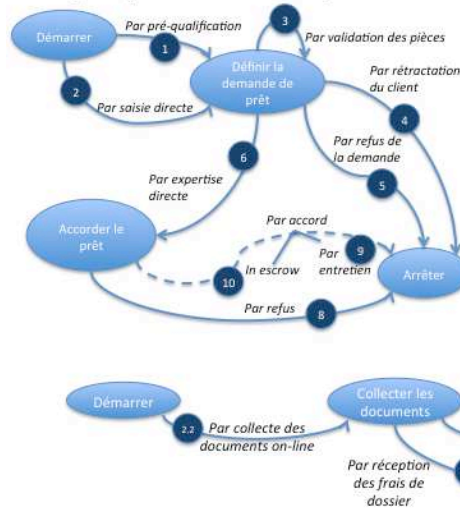 Par pré-qualification
3
Démarrer
1
Par validation des pièces
Définir la
demande de
prêt
Par rétractation
du client
2
Par saisie directe
4
Par refus de
la demande
6
5
Par expertise
directe
Accorder le
prêt
Par accord
9
In escrow
Par
entretien
Arrêter
10
Par refus
8
Démarrer
Collecter les
documents
2,2
Par collecte des
documents on-line
Par réception
des frais de
dossier